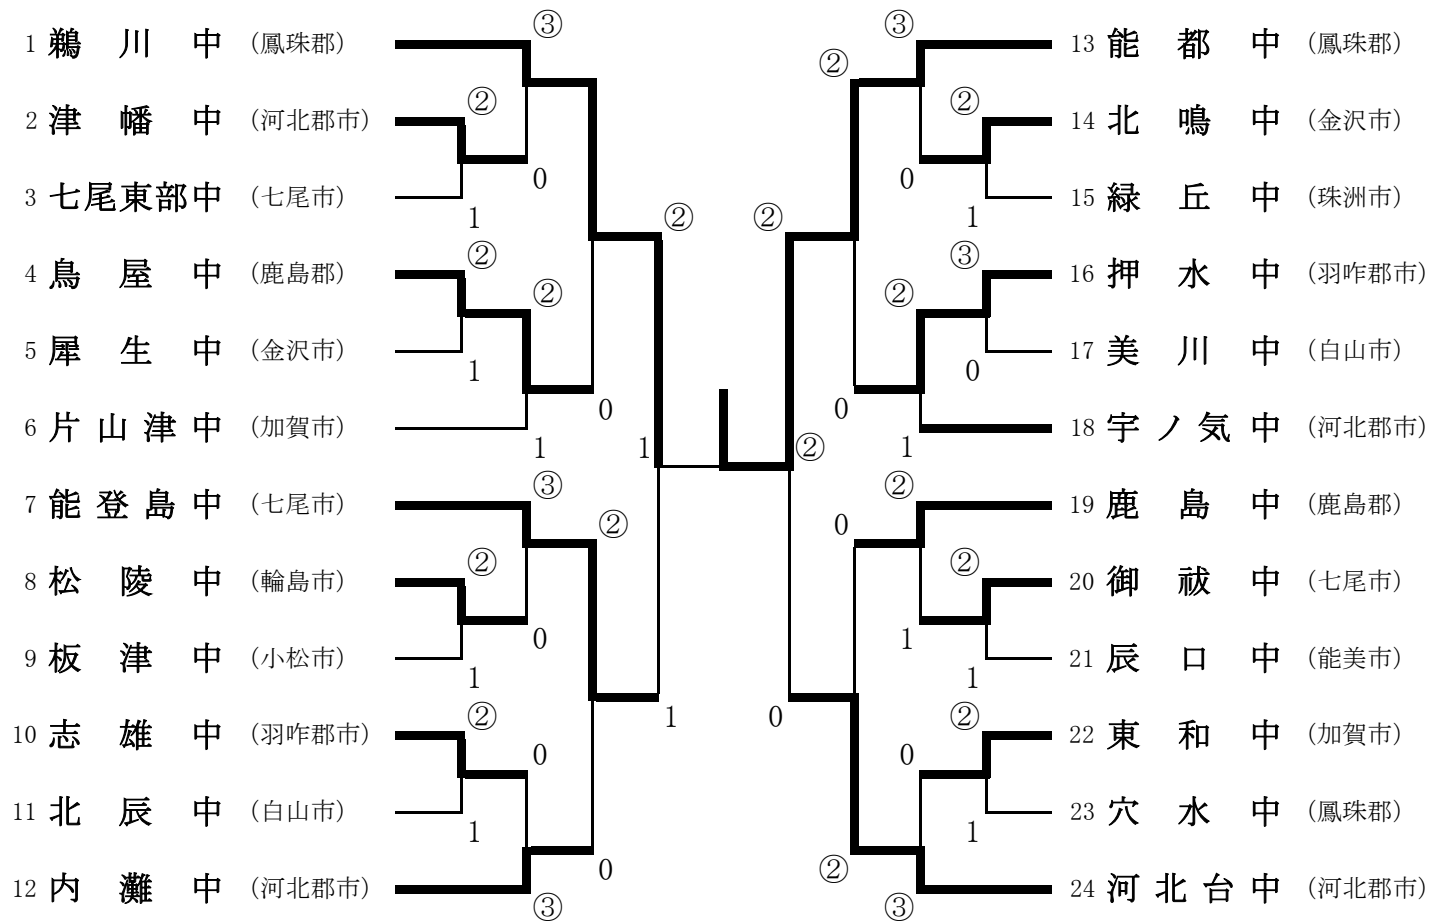 ③
1 鵜川中 (鳳珠郡)
②
2 津幡中 (河北郡市)
0
3 七尾東部中 (七尾市)
1
②
②
4 鳥屋中 (鹿島郡)
②
5 犀生中 (金沢市)
1
0
6 片山津中 (加賀市)
1
1
③
7 能登島中 (七尾市)
②
②
8 松陵中 (輪島市)
0
9 板津中 (小松市)
1
②
1
10 志雄中 (羽咋郡市)
0
11 北辰中 (白山市)
1
0
12 内灘中 (河北郡市)
③
③
13 能都中 (鳳珠郡)
②
②
14 北鳴中 (金沢市)
0
15 緑丘中 (珠洲市)
1
②
③
16 押水中 (羽咋郡市)
②
17 美川中 (白山市)
0
0
18 宇ノ気中 (河北郡市)
1
②
②
19 鹿島中 (鹿島郡)
0
②
20 御祓中 (七尾市)
1
21 辰口中 (能美市)
1
0
②
22 東和中 (加賀市)
0
23 穴水中 (鳳珠郡)
1
②
24 河北台中 (河北郡市)
③